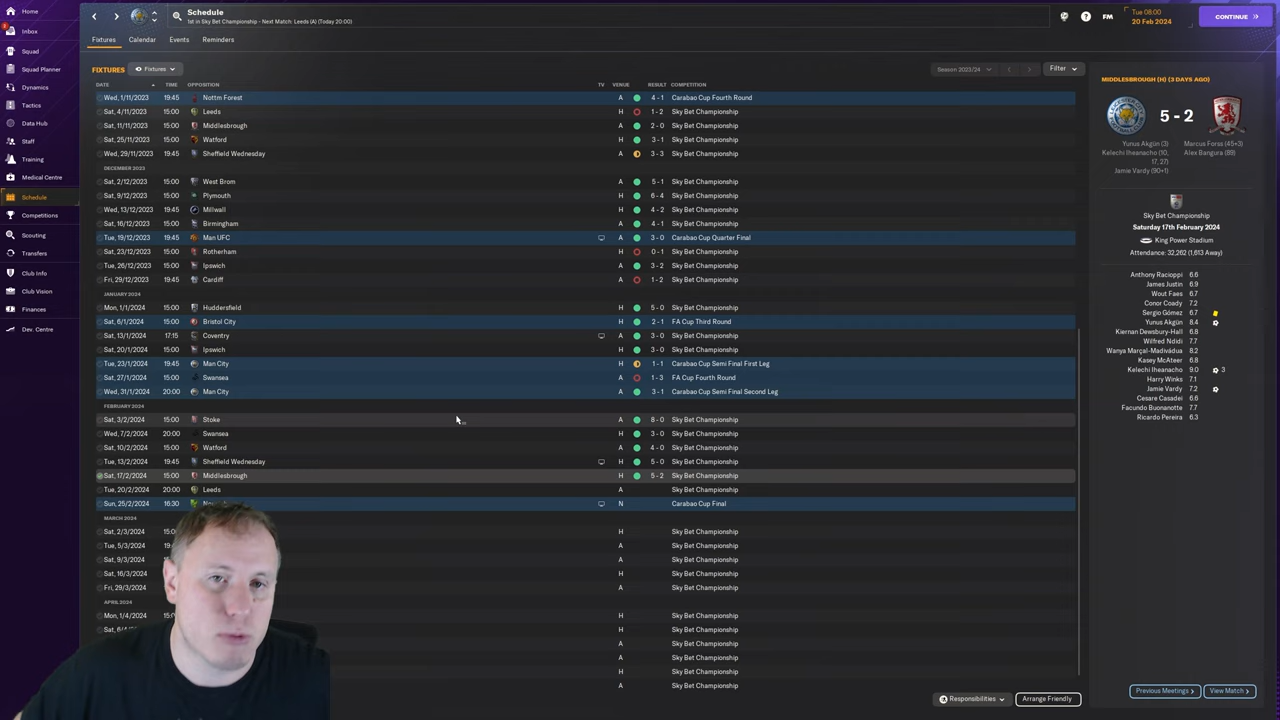 Home
Inbox
Squad
Squad Planner
Dynamics
Tactics
Data Hub
Staff
Training
Medical Centre
Schedule
Competitions
Scouting
Transfers
Club Info
Club Vision
Finances
Dev. Centre
Schedule
1st in Sky Bet Championship - Next Match: Leeds (A) (Today 20:00)
FM
Tue 08:00
20 Feb 2024
CONTINUE
Fixtures Calendar Events Reminders
FIXTURES Fixtures Season 2023/24 Filter
DATE TIME OPPOSITION TV VENUE RESULT COMPETITION
Wed, 1/11/2023 19:45 Nottm Forest A 4 - 1 Carabao Cup Fourth Round
Sat, 4/11/2023 15:00 Leeds H 1 - 2 Sky Bet Championship
Sat, 11/11/2023 15:00 Middlesbrough A 2 - 0 Sky Bet Championship
Sat, 25/11/2023 15:00 Watford H 3 - 1 Sky Bet Championship
Wed, 29/11/2023 19:45 Sheffield Wednesday A 3 - 3 Sky Bet Championship
DECEMBER 2023
Sat, 2/12/2023 15:00 West Brom A 5 - 1 Sky Bet Championship
Sat, 9/12/2023 15:00 Plymouth H 6 - 4 Sky Bet Championship
Wed, 13/12/2023 19:45 Millwall H 4 - 2 Sky Bet Championship
Sat, 16/12/2023 15:00 Birmingham A 4 - 1 Sky Bet Championship
Tue, 19/12/2023 19:45 Man UFC A 3 - 0 Carabao Cup Quarter Final
Sat, 23/12/2023 15:00 Rotherham H 0 - 1 Sky Bet Championship
Tue, 26/12/2023 15:00 Ipswich A 3 - 2 Sky Bet Championship
Fri, 29/12/2023 19:45 Cardiff A 1 - 2 Sky Bet Championship
JANUARY 2024
Mon, 1/1/2024 15:00 Huddersfield H 5 - 0 Sky Bet Championship
Sat, 6/1/2024 15:00 Bristol City H 2 - 1 FA Cup Third Round
Sat, 13/1/2024 17:15 Coventry A 3 - 0 Sky Bet Championship
Sat, 20/1/2024 15:00 Ipswich H 3 - 0 Sky Bet Championship
Tue, 23/1/2024 19:45 Man City H 1 - 1 Carabao Cup Semi Final First Leg
Sat, 27/1/2024 15:00 Swansea A 1 - 3 FA Cup Fourth Round
Wed, 31/1/2024 20:00 Man City A 3 - 1 Carabao Cup Semi Final Second Leg
FEBRUARY 2024
Sat, 3/2/2024 15:00 Stoke A 8 - 0 Sky Bet Championship
Wed, 7/2/2024 20:00 Swansea H 3 - 0 Sky Bet Championship
Sat, 10/2/2024 15:00 Watford A 4 - 0 Sky Bet Championship
Tue, 13/2/2024 19:45 Sheffield Wednesday H 5 - 0 Sky Bet Championship
Sat, 17/2/2024 15:00 Middlesbrough H 5 - 2 Sky Bet Championship
Tue, 20/2/2024 20:00 Leeds A Sky Bet Championship
Sun, 25/2/2024 16:30 N Carabao Cup Final
MARCH 2024
Sat, 2/3/2024 15:0 H Sky Bet Championship
Tue, 5/3/2024 19: A Sky Bet Championship
Sat, 9/3/2024 15: A Sky Bet Championship
Sat, 16/3/2024 15: H Sky Bet Championship
Fri, 29/3/2024 15: A Sky Bet Championship
APRIL 2024
Mon, 1/4/2024 15: H Sky Bet Championship
Sat, H Sky Bet Championship
A Sky Bet Championship
A Sky Bet Championship
H Sky Bet Championship
A Sky Bet Championship
Responsibilities Arrange Friendly
MIDDLESBROUGH (H) (3 DAYS AGO)
5 - 2
Yunus Akgün (3)
Kelechi Iheanacho (10,
17, 27)
Jamie Vardy (90+1)
Marcus Forss (45+3)
Alex Bangura (89)
Sky Bet Championship
Saturday 17th February 2024
King Power Stadium
Attendance: 32,262 (1,613 Away)
Anthony Racioppi 6.6
James Justin 6.9
Wout Faes 6.7
Conor Coady 7.2
Sergio Gómez 6.7
Yunus Akgün 8.4
Kiernan Dewsbury-Hall 6.8
Wilfred Ndidi 7.7
Wanya Marçal-Madivádua 8.2
Kasey McAteer 6.8
Kelechi Iheanacho 9.0 3
Harry Winks 7.1
Jamie Vardy 7.2
Cesare Casadei 6.6
Facundo Buonanotte 7.7
Ricardo Pereira 6.3
Previous Meetings View Match